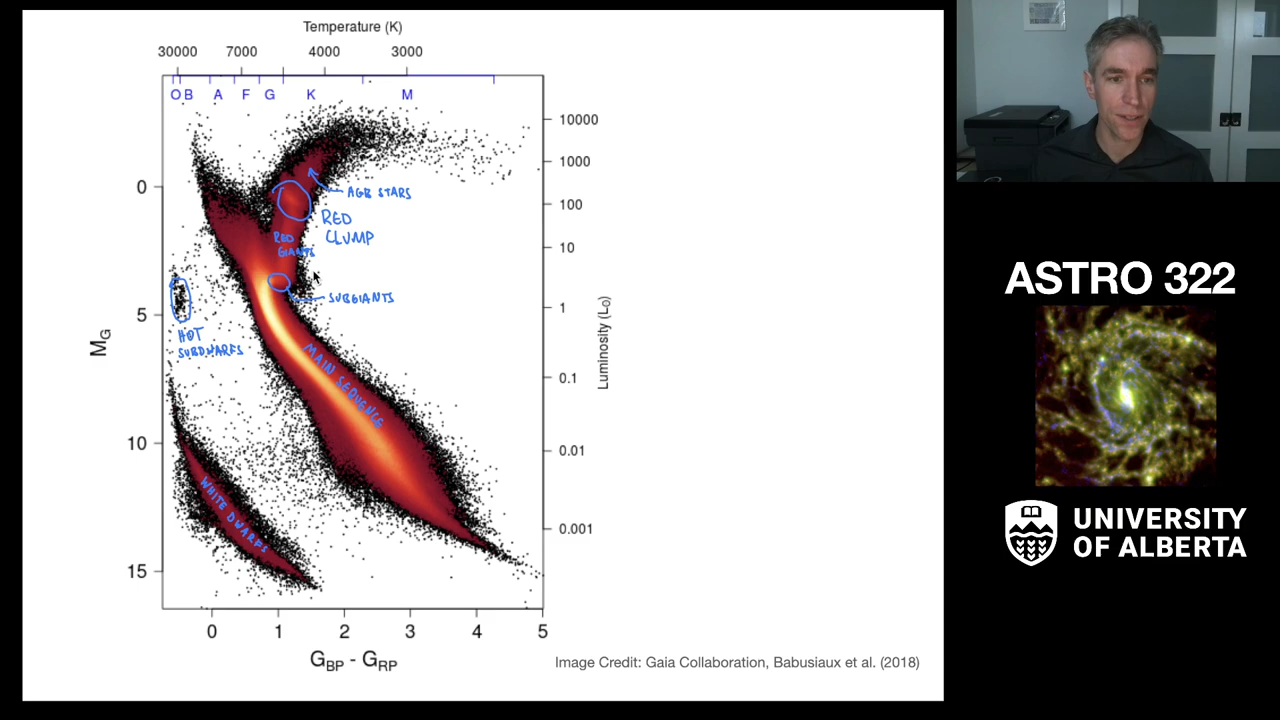 Temperature (K)
30000 7000 4000 3000
O B A F G K M
10000
1000
AGB STARS
0
100
RED
CLUMP
RED
GIANTS
10
SUBGIANTS
1
5
HOT
SUBDWARFS
M_G
Luminosity (L⊙)
MAIN SEQUENCE
0.1
10
0.01
WHITE DWARFS
0.001
15
0 1 2 3 4 5
G_BP - G_RP
Image Credit: Gaia Collaboration, Babusiaux et al. (2018)
ASTRO 322
UNIVERSITY
OF ALBERTA